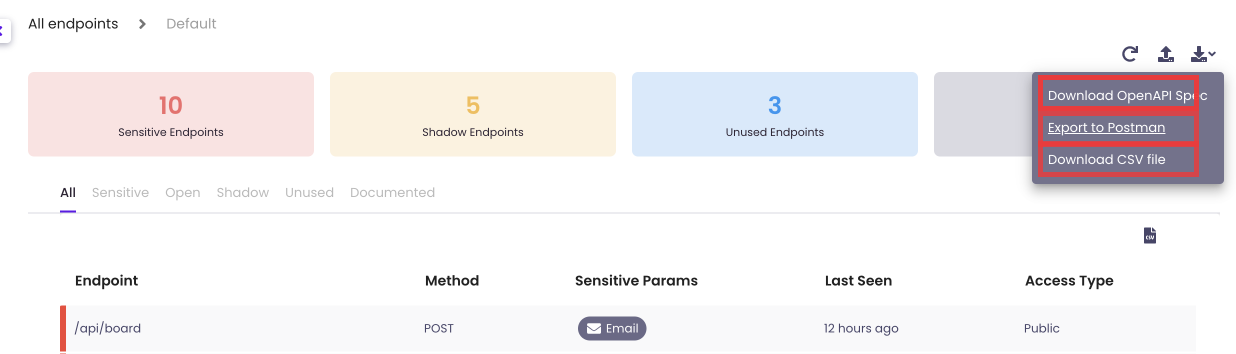 All endpoints > Default
10
Sensitive Endpoints
5
Shadow Endpoints
3
Unused Endpoints
Download OpenAPI Spec
Export to Postman
Download CSV file
All Sensitive Open Shadow Unused Documented
CSV
Endpoint Method Sensitive Params Last Seen Access Type
/api/board POST Email 12 hours ago Public